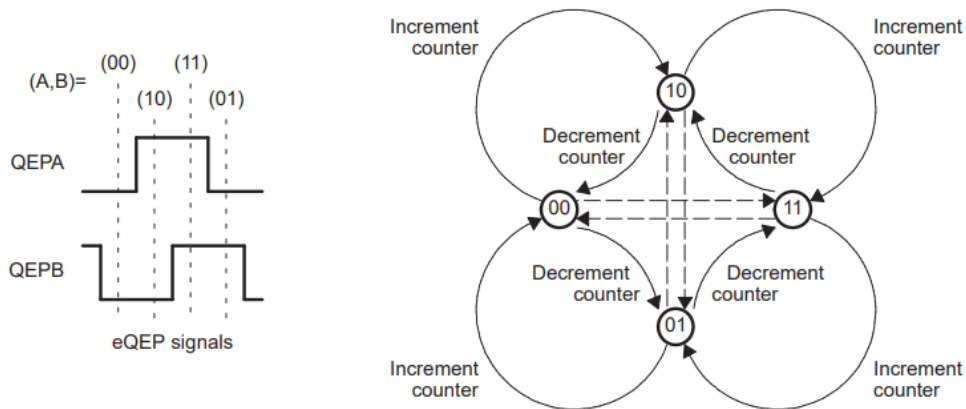 (A,B)=
(00)
(11)
(10)
(01)
QEPA
QEPB
eQEP signals
Increment
counter
Increment
counter
10
Decrement
counter
Decrement
counter
00
11
Decrement
counter
Decrement
counter
01
Increment
counter
Increment
counter